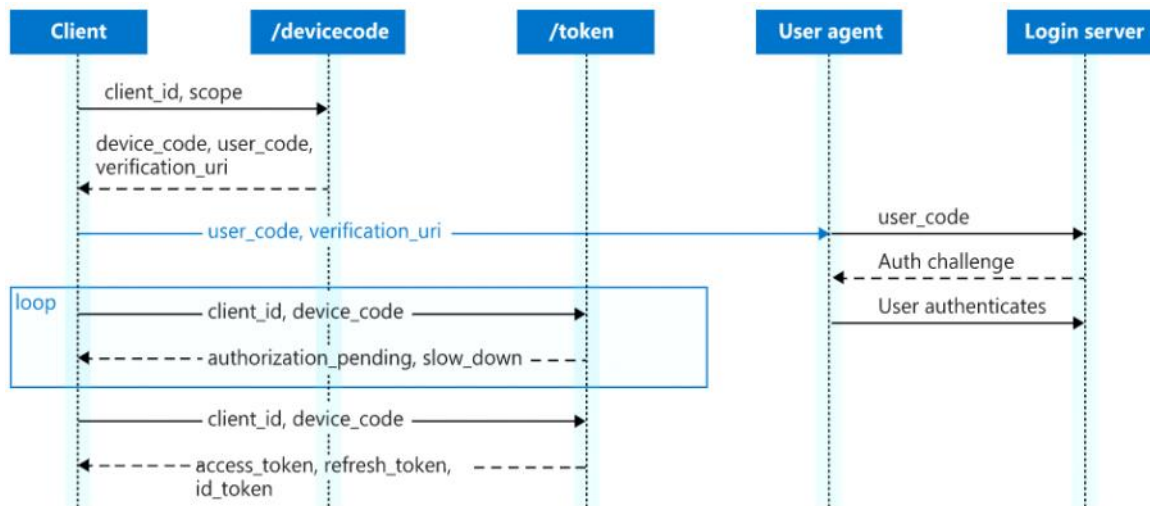 Client
/devicecode
/token
User agent
Login server
client_id, scope
device_code, user_code,
verification_uri
user_code, verification_uri
user_code
Auth challenge
loop
client_id, device_code
User authenticates
authorization_pending, slow_down
client_id, device_code
access_token, refresh_token,
id_token